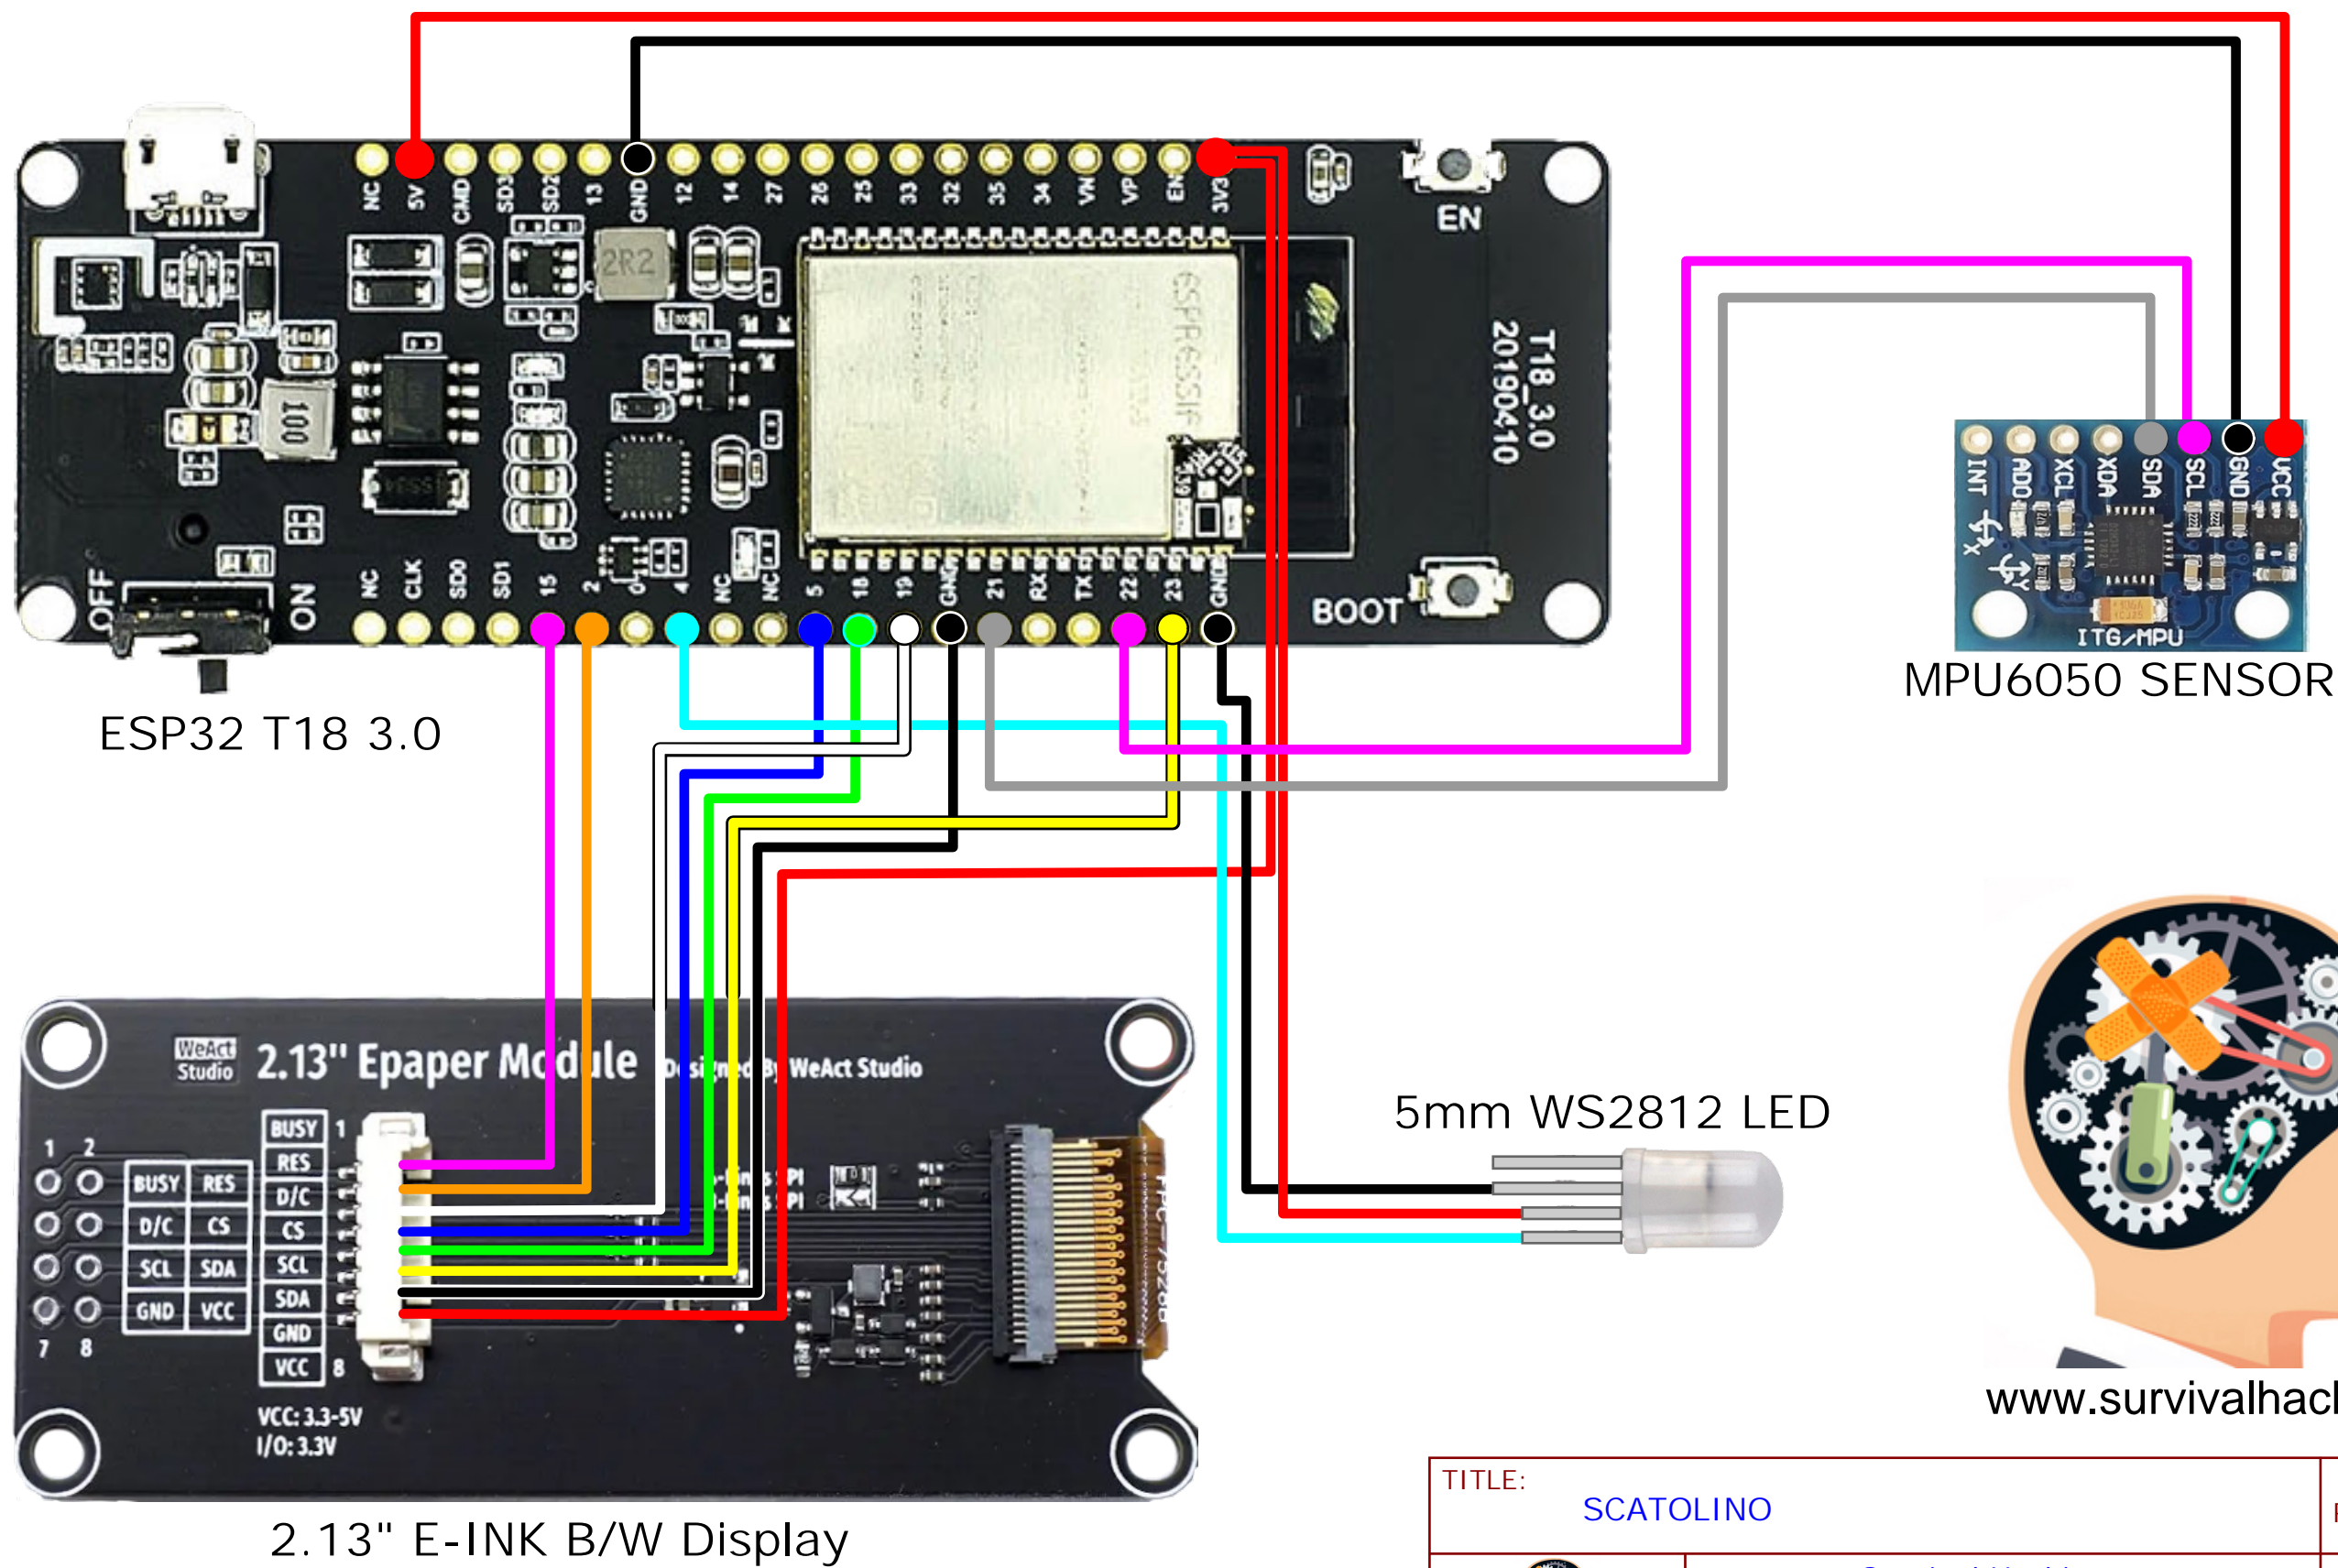 NC 5V CMD SD3 SD2 13 GND 12 14 27 26 25 33 32 35 34 VN VP EN 3V3
EN
2R2
100
ESPRESSIF
T18_3.0
20190410
OFF
ON
NC CLK SD0 SD1 15 2 0 4 NC NC 5 18 19 GND 21 RX TX 22 23 GND
BOOT
ESP32 T18 3.0
INT AD0 XCL XDA SDA SCL GND VCC
X
Y
ITG/MPU
MPU6050 SENSOR
WeAct
Studio
2.13" Epaper Module
Designed By WeAct Studio
1 2
BUSY RES
D/C CS
SCL SDA
GND VCC
7 8
BUSY 1
RES
D/C
CS
SCL
SDA
GND
VCC 8
VCC: 3.3-5V
I/O: 3.3V
2.13" E-INK B/W Display
5mm WS2812 LED
www.survivalhack
TITLE:
SCATOLINO